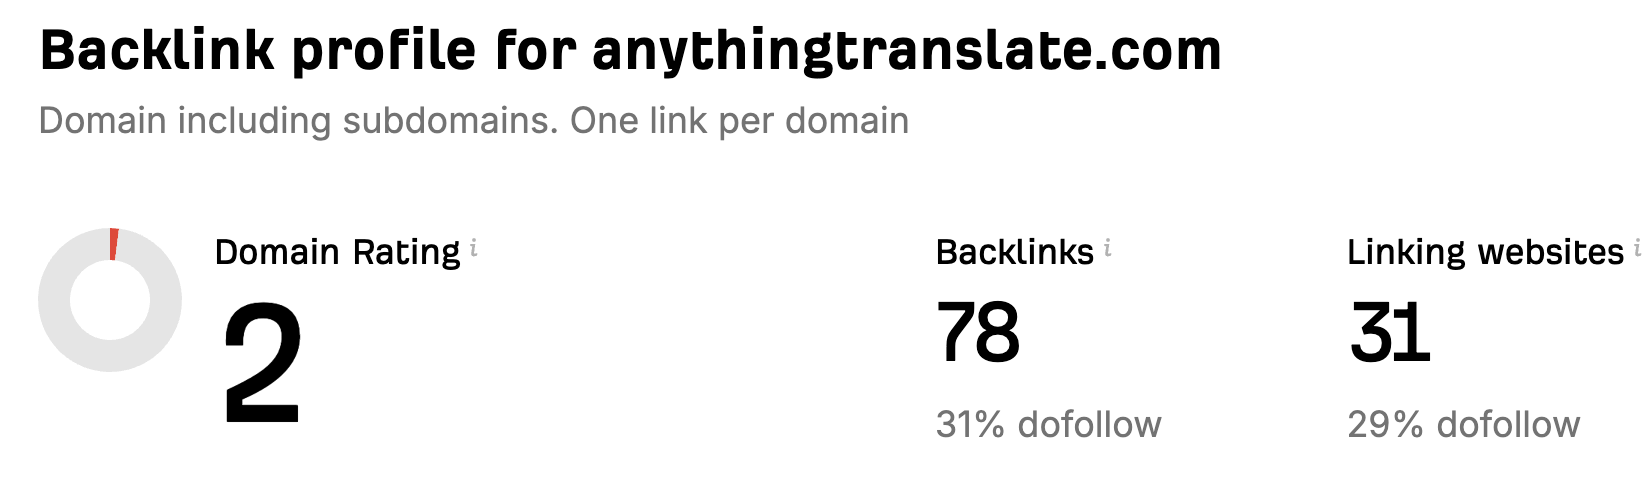 Backlink profile for anythingtranslate.com
Domain including subdomains. One link per domain
Domain Rating i
2
Backlinks i
78
31% dofollow
Linking websites i
31
29% dofollow